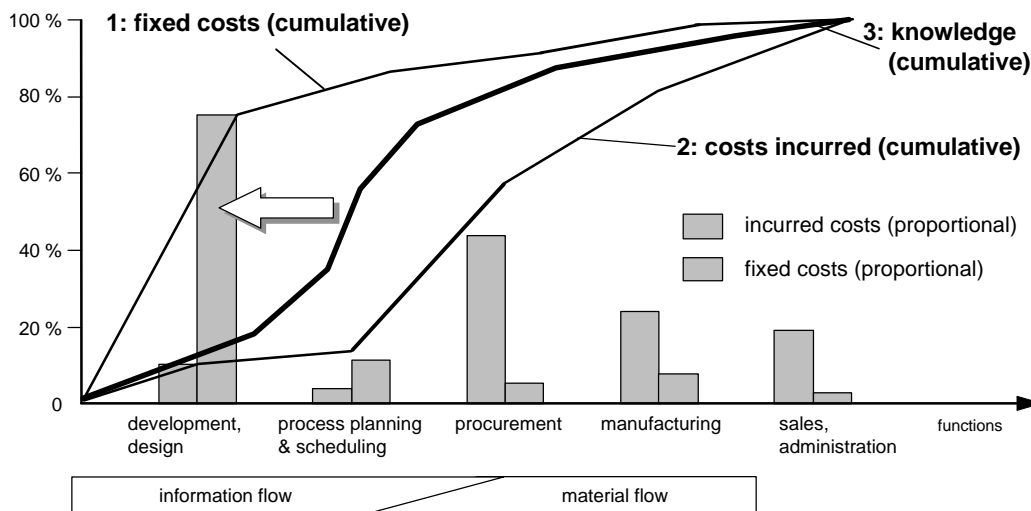 100 %
80 %
60 %
40 %
20 %
0
1: fixed costs (cumulative)
3: knowledge
(cumulative)
2: costs incurred (cumulative)
incurred costs (proportional)
fixed costs (proportional)
development,
design
process planning
& scheduling
procurement
manufacturing
sales,
administration
functions
information flow
material flow